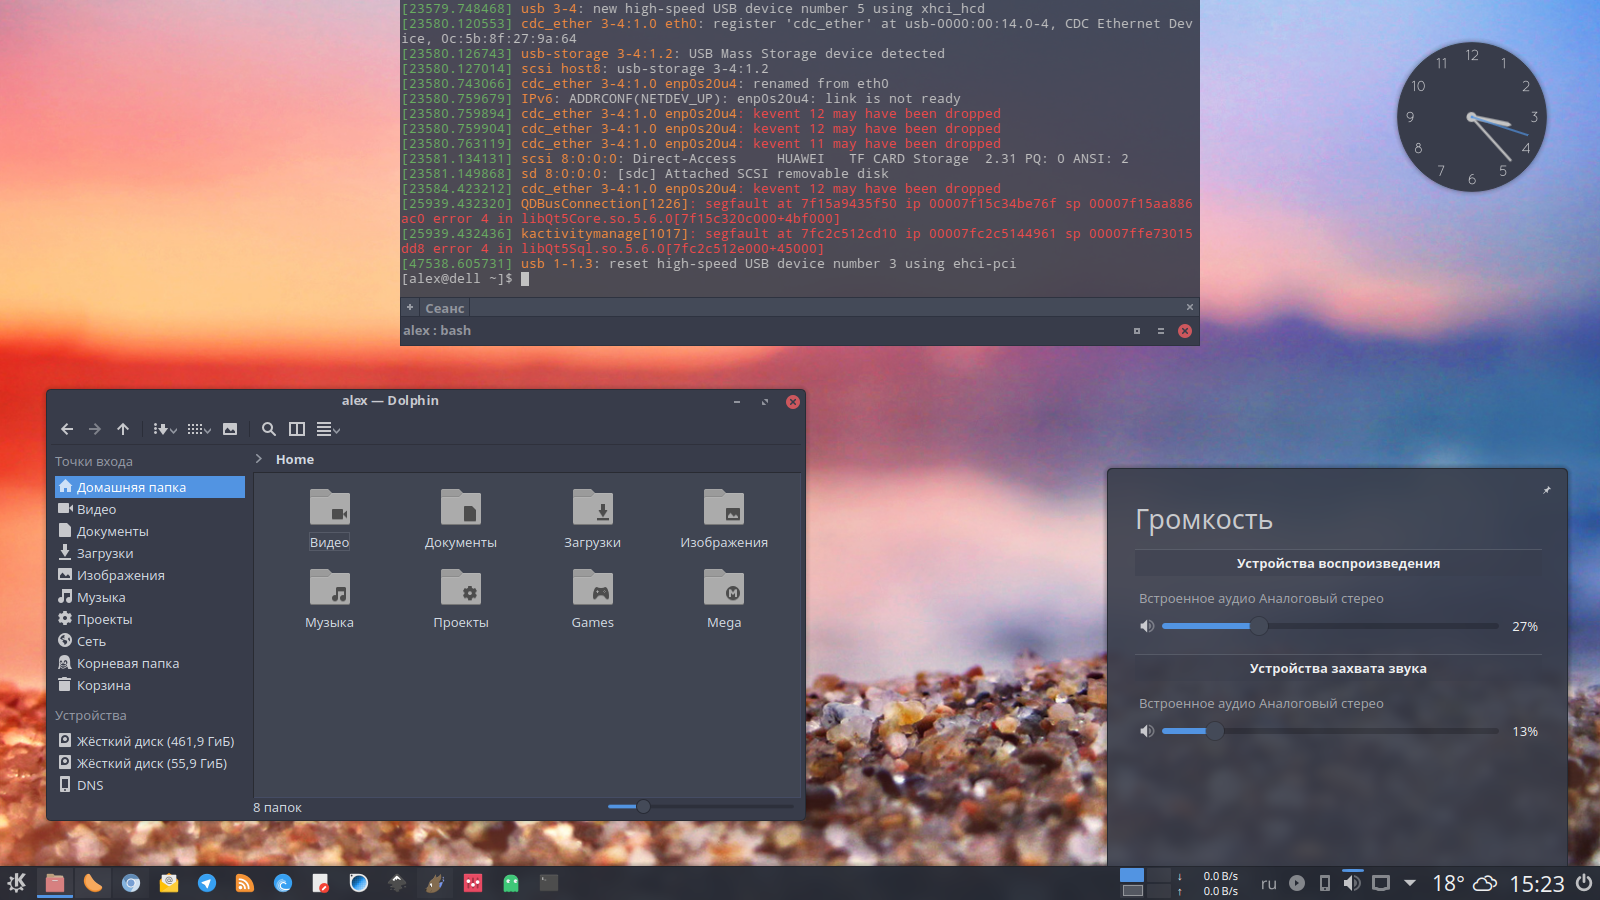 [23579.748468] usb 3-4: new high-speed USB device number 5 using xhci_hcd
[23580.120553] cdc_ether 3-4:1.0 eth0: register 'cdc_ether' at usb-0000:00:14.0-4, CDC Ethernet Dev
ice, 0c:5b:8f:27:9a:64
[23580.126743] usb-storage 3-4:1.2: USB Mass Storage device detected
[23580.127014] scsi host8: usb-storage 3-4:1.2
[23580.743066] cdc_ether 3-4:1.0 enp0s20u4: renamed from eth0
[23580.759679] IPv6: ADDRCONF(NETDEV_UP): enp0s20u4: link is not ready
[23580.759894] cdc_ether 3-4:1.0 enp0s20u4: kevent 12 may have been dropped
[23580.759904] cdc_ether 3-4:1.0 enp0s20u4: kevent 12 may have been dropped
[23580.763119] cdc_ether 3-4:1.0 enp0s20u4: kevent 11 may have been dropped
[23581.134131] scsi 8:0:0:0: Direct-Access     HUAWEI   TF CARD Storage  2.31 PQ: 0 ANSI: 2
[23581.149868] sd 8:0:0:0: [sdc] Attached SCSI removable disk
[23584.423212] cdc_ether 3-4:1.0 enp0s20u4: kevent 12 may have been dropped
[25939.432320] QDBusConnection[1226]: segfault at 7f15a9435f50 ip 00007f15c34be76f sp 00007f15aa886
ac0 error 4 in libQt5Core.so.5.6.0[7f15c320c000+4bf000]
[25939.432436] kactivitymanage[1017]: segfault at 7fc2c512cd10 ip 00007fc2c5144961 sp 00007ffe73015
dd8 error 4 in libQt5Sql.so.5.6.0[7fc2c512e000+45000]
[47538.605731] usb 1-1.3: reset high-speed USB device number 3 using ehci-pci
[alex@dell ~]$
Сеанс
alex : bash
12
1
2
3
4
5
6
7
8
9
10
11
alex — Dolphin
Точки входа
Домашняя папка
Видео
Документы
Загрузки
Изображения
Музыка
Проекты
Сеть
Корневая папка
Корзина
Устройства
Жёсткий диск (461,9 ГиБ)
Жёсткий диск (55,9 ГиБ)
DNS
Home
Видео
Документы
Загрузки
Изображения
Музыка
Проекты
Games
Mega
8 папок
Громкость
Устройства воспроизведения
Встроенное аудио Аналоговый стерео
27%
Устройства захвата звука
Встроенное аудио Аналоговый стерео
13%
0.0 B/s
0.0 B/s
ru
18°
15:23